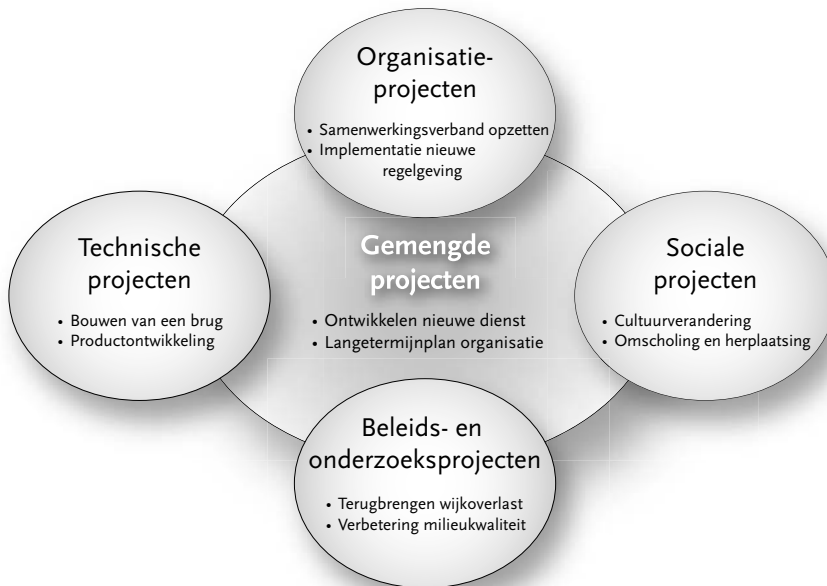 Organisatie-
projecten
• Samenwerkingsverband opzetten
• Implementatie nieuwe
regelgeving
Technische
projecten
• Bouwen van een brug
• Productontwikkeling
Gemengde
projecten
• Ontwikkelen nieuwe dienst
• Langetermijnplan organisatie
Sociale
projecten
• Cultuurverandering
• Omscholing en herplaatsing
Beleids- en
onderzoeksprojecten
• Terugbrengen wijkoverlast
• Verbetering milieukwaliteit